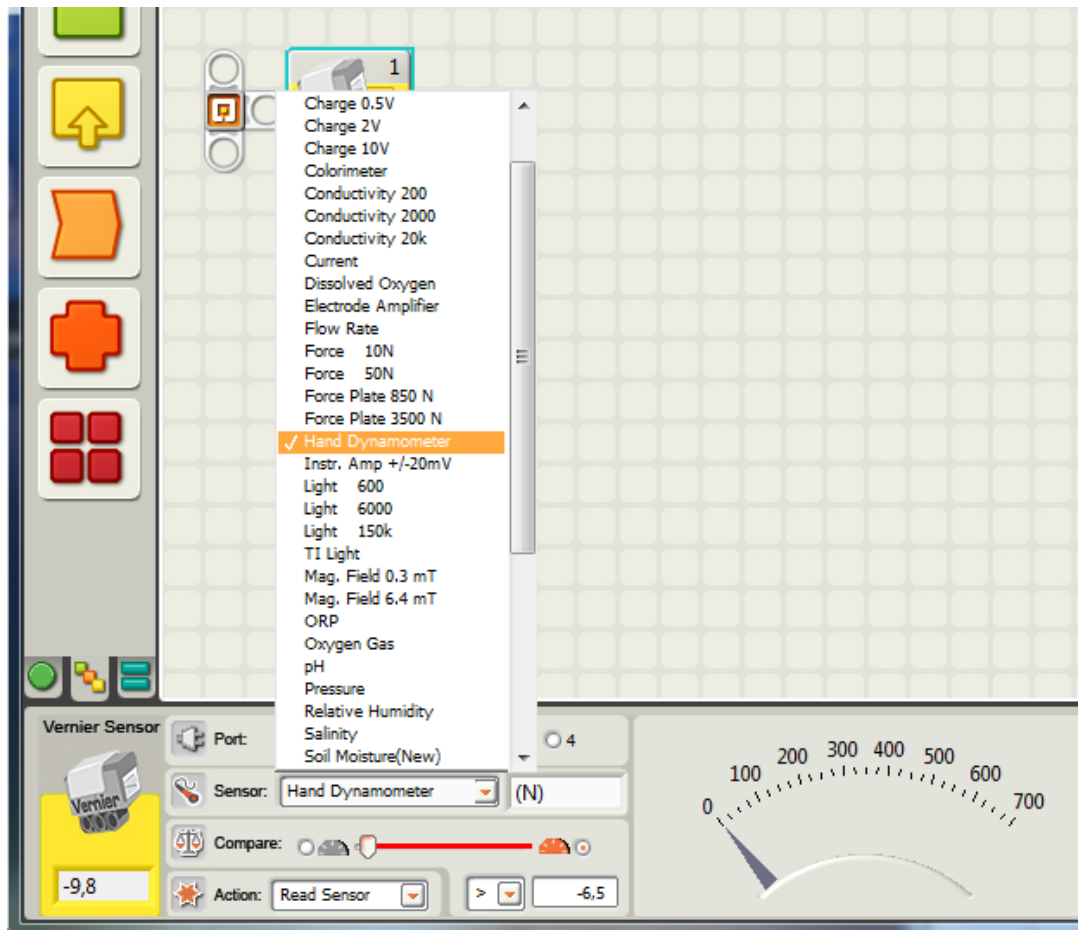 1
Charge 0.5V
Charge 2V
Charge 10V
Colorimeter
Conductivity 200
Conductivity 2000
Conductivity 20k
Current
Dissolved Oxygen
Electrode Amplifier
Flow Rate
Force 10N
Force 50N
Force Plate 850 N
Force Plate 3500 N
✓ Hand Dynamometer
Instr. Amp +/-20mV
Light 600
Light 6000
Light 150k
TI Light
Mag. Field 0.3 mT
Mag. Field 6.4 mT
ORP
Oxygen Gas
pH
Pressure
Relative Humidity
Salinity
Soil Moisture(New)
Vernier Sensor
Vernier
-9,8
Port: 4
Sensor: Hand Dynamometer (N)
Compare:
Action: Read Sensor > -6,5
0 100 200 300 400 500 600 700